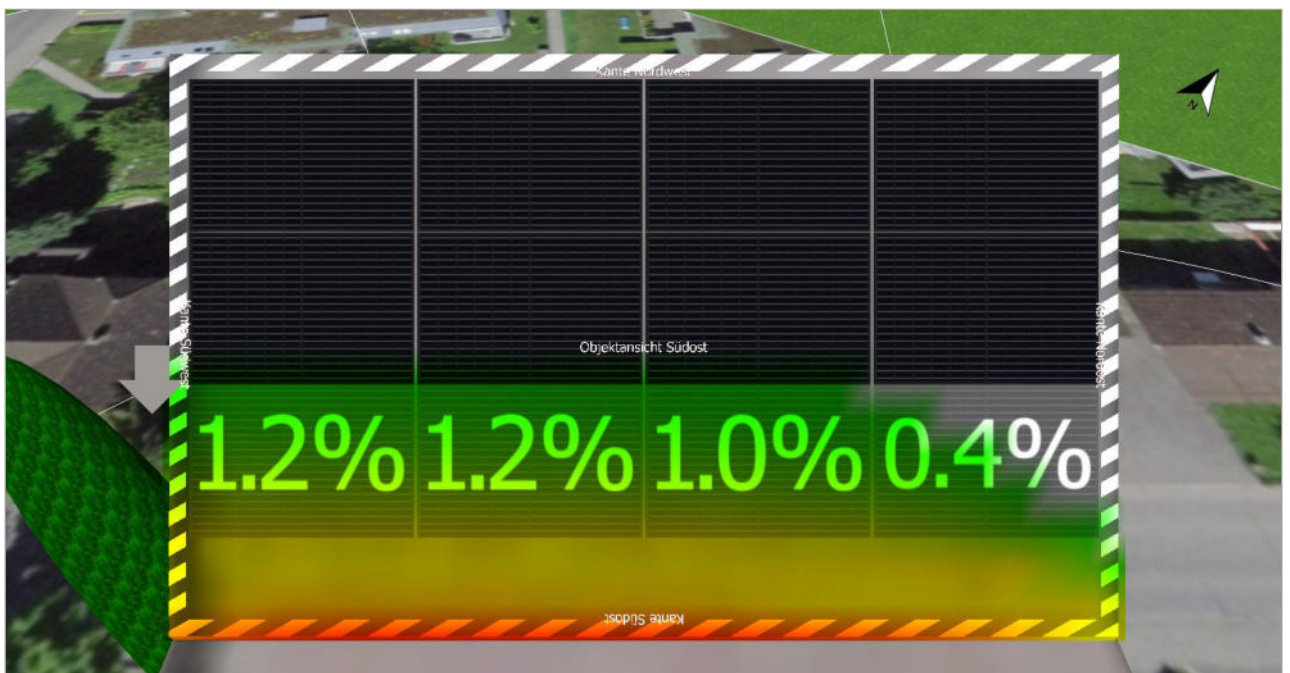 Kante Nordwest
N
Kante Südwest
Kante Nordost
Objektansicht Südost
1.2% 1.2% 1.0% 0.4%
Kante Südost